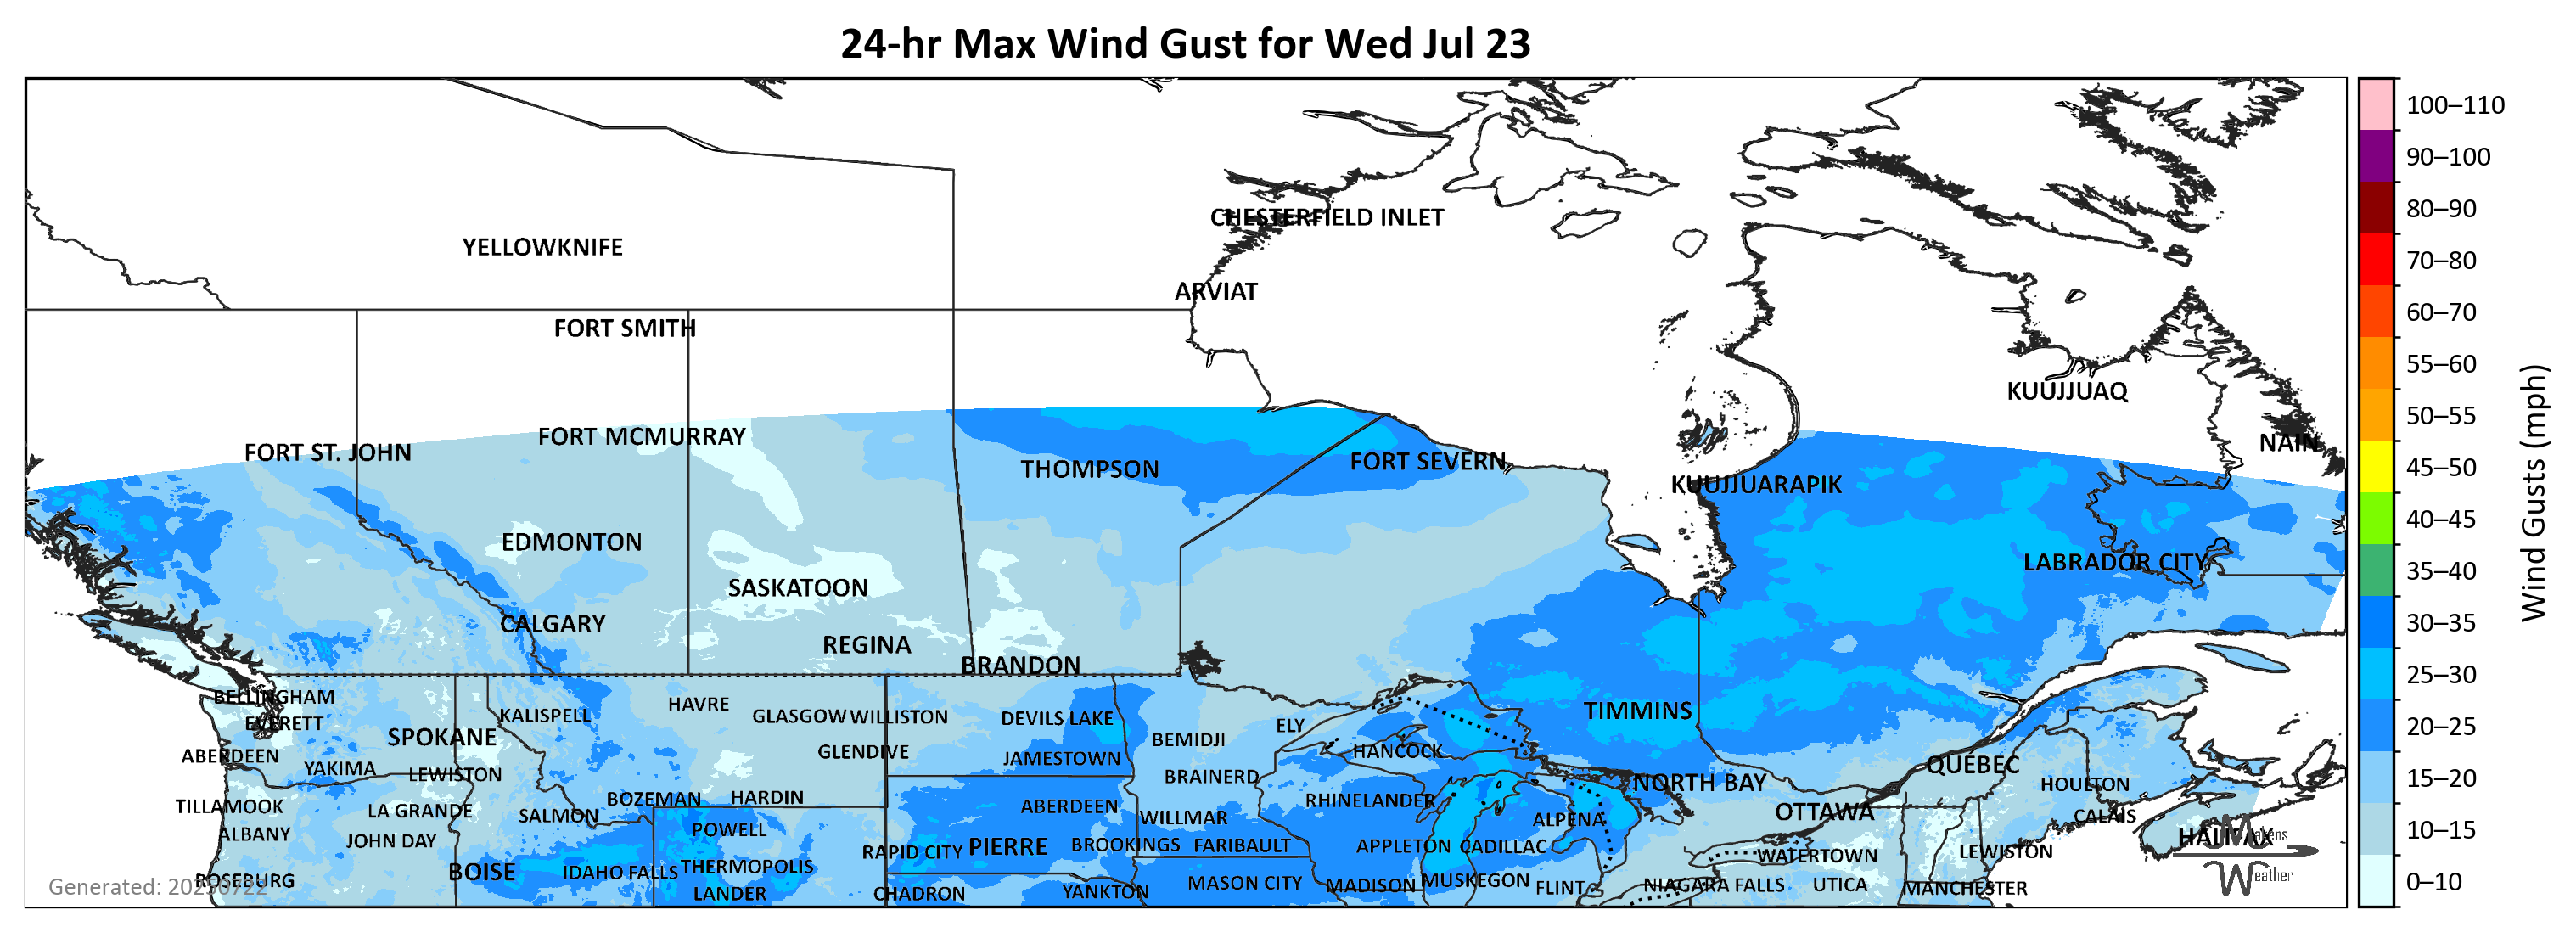 24-hr Max Wind Gust for Wed Jul 23
100–110
90–100
80–90
70–80
60–70
55–60
50–55
45–50
40–45
35–40
30–35
25–30
20–25
15–20
10–15
0–10
Wind Gusts (mph)
CHESTERFIELD INLET
YELLOWKNIFE
ARVIAT
FORT SMITH
KUUJJUAQ
FORT MCMURRAY
NAIN
FORT ST. JOHN
FORT SEVERN
THOMPSON
KUUJJUARAPIK
EDMONTON
LABRADOR CITY
SASKATOON
CALGARY
REGINA
BRANDON
BELLINGHAM
HAVRE
TIMMINS
KALISPELL
GLASGOW
WILLISTON
DEVILS LAKE
EVERETT
ELY
SPOKANE
BEMIDJI
GLENDIVE
HANCOCK
ABERDEEN
JAMESTOWN
QUÉBEC
YAKIMA
LEWISTON
BRAINERD
NORTH BAY
HOULTON
BOZEMAN
HARDIN
RHINELANDER
TILLAMOOK
LA GRANDE
ABERDEEN
OTTAWA
SALMON
WILLMAR
CALAIS
ALPENA
ALBANY
POWELL
HALIFAX
JOHN DAY
PIERRE
BROOKINGS
FARIBAULT
APPLETON
CADILLAC
RAPID CITY
WATERTOWN
LEWISTON
THERMOPOLIS
BOISE
IDAHO FALLS
ROSEBURG
MASON CITY
MADISON
MUSKEGON
FLINT
NIAGARA FALLS
UTICA
MANCHESTER
LANDER
CHADRON
YANKTON
Generated: 20250722
Makens
Weather